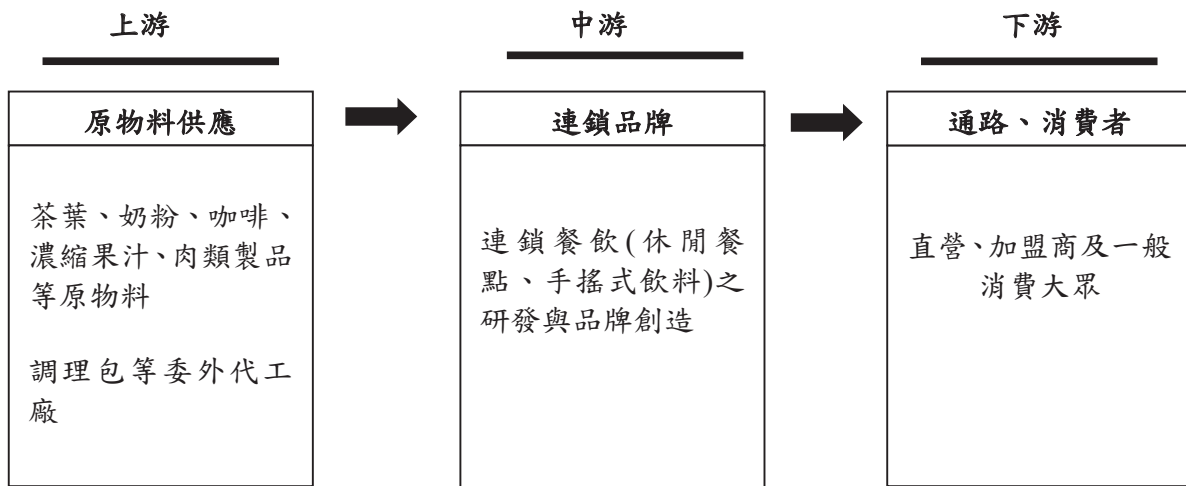 上游
原物料供應
茶葉、奶粉、咖啡、
濃縮果汁、肉類製品
等原物料
調理包等委外代工
廠
中游
連鎖品牌
連鎖餐飲(休閒餐
點、手搖式飲料)之
研發與品牌創造
下游
通路、消費者
直營、加盟商及一般
消費大眾